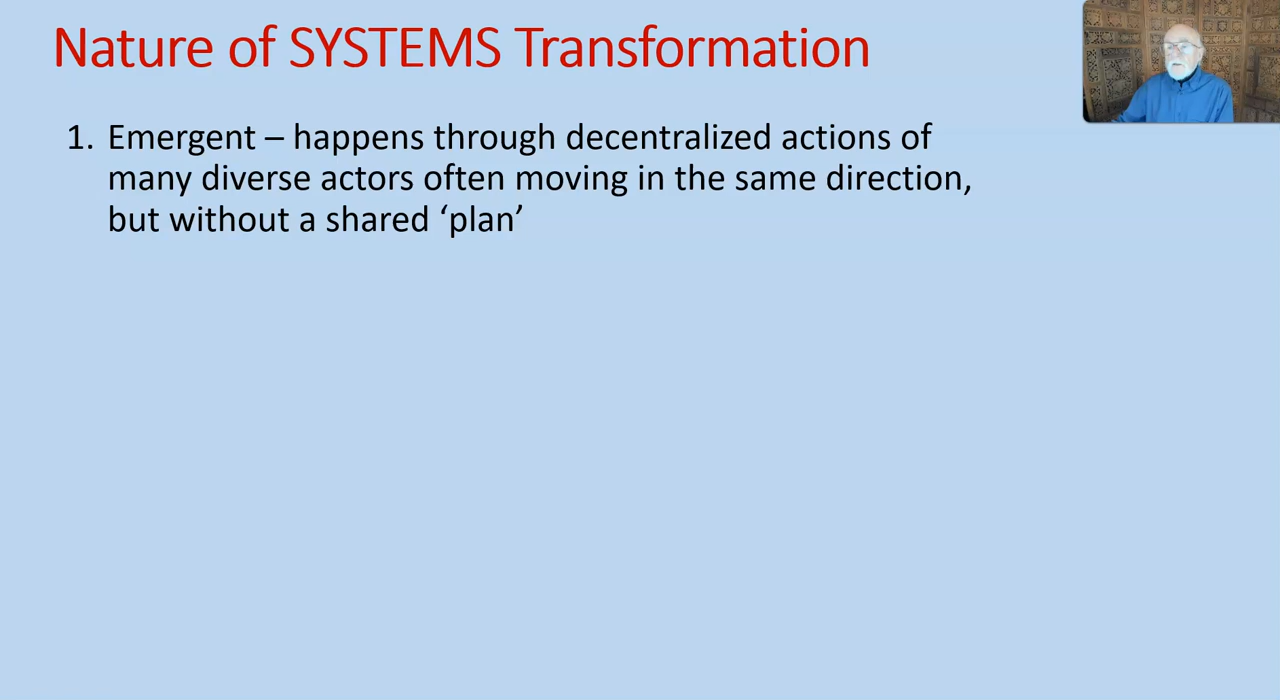 Nature of SYSTEMS Transformation
1. Emergent – happens through decentralized actions of
many diverse actors often moving in the same direction,
but without a shared ‘plan’